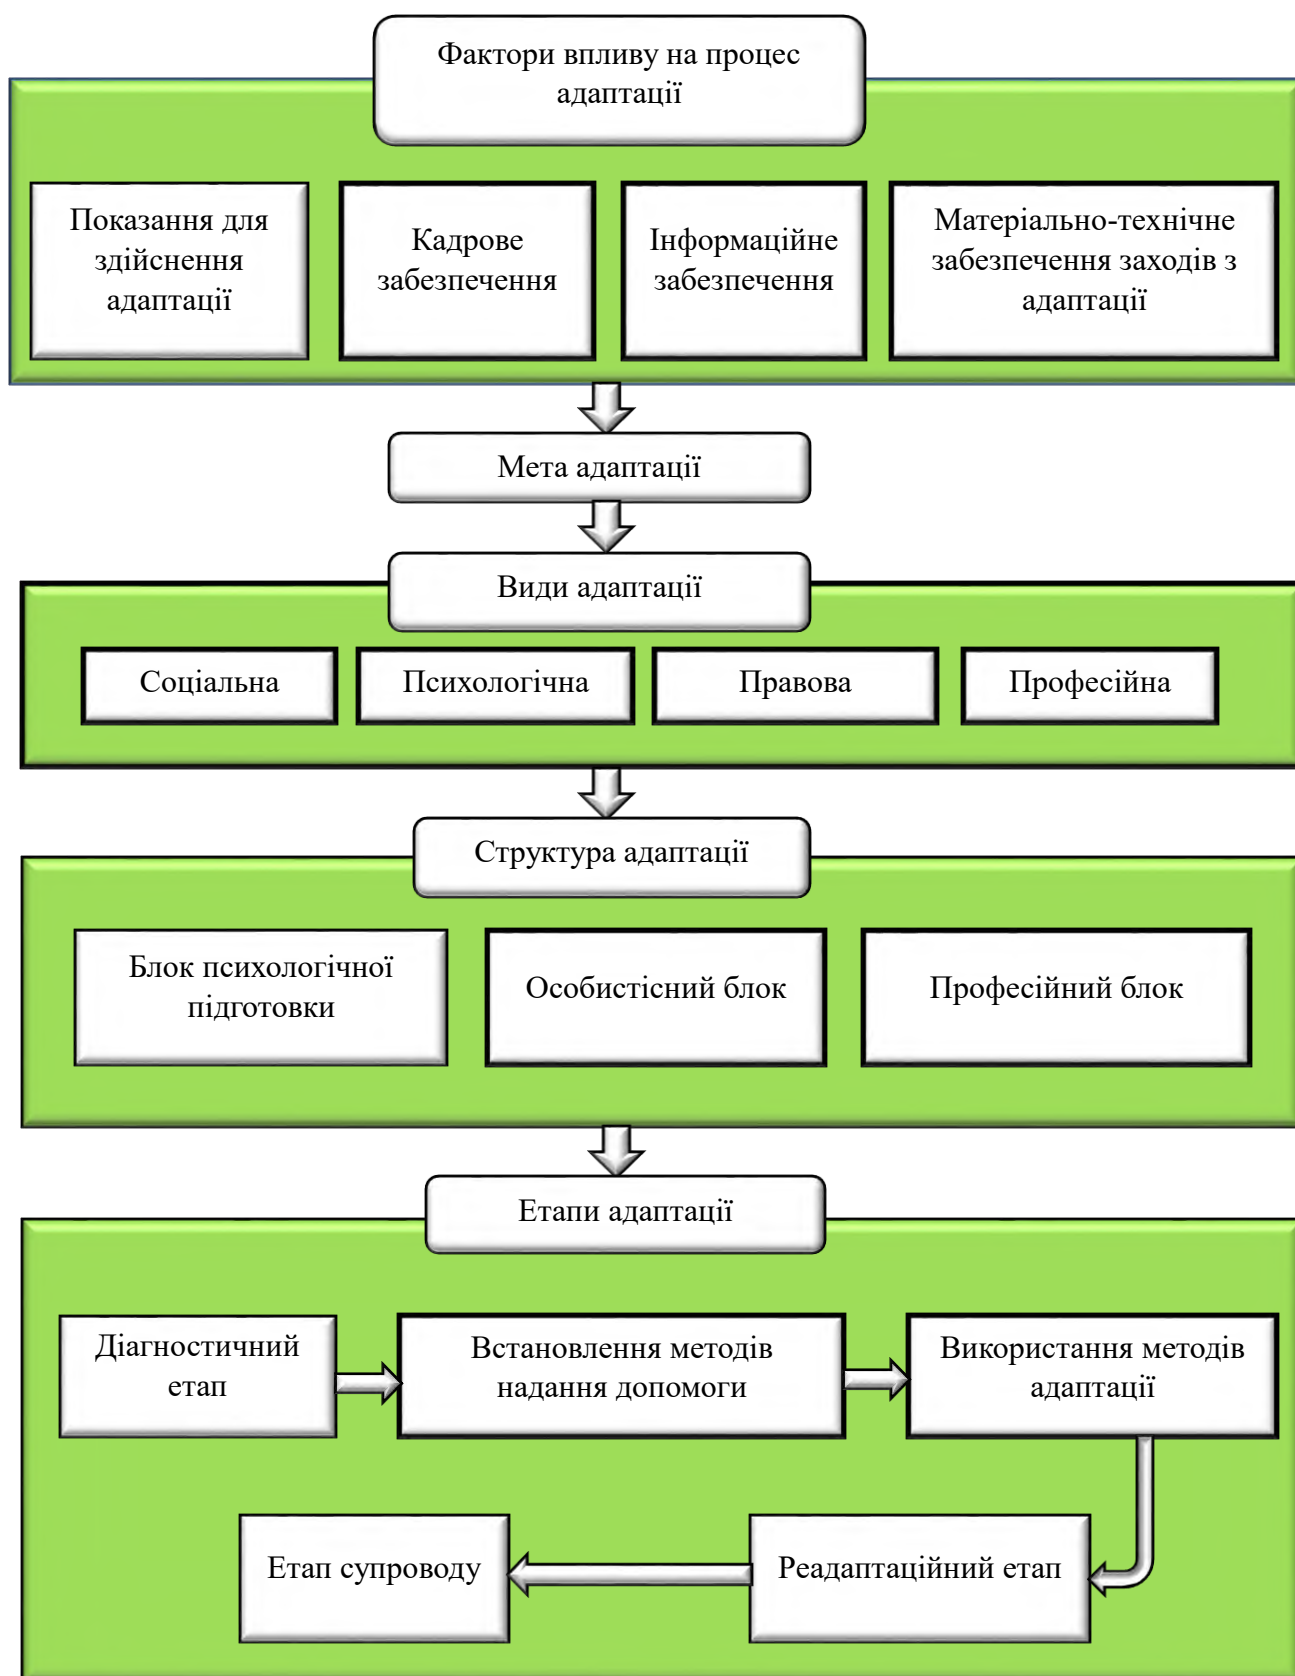 Фактори впливу на процес
адаптації
Показання для
здійснення
адаптації
Кадрове
забезпечення
Інформаційне
забезпечення
Матеріально-технічне
забезпечення заходів з
адаптації
Мета адаптації
Види адаптації
Соціальна
Психологічна
Правова
Професійна
Структура адаптації
Блок психологічної
підготовки
Особистісний блок
Професійний блок
Етапи адаптації
Діагностичний
етап
Встановлення методів
надання допомоги
Використання методів
адаптації
Етап супроводу
Реадаптаційний етап